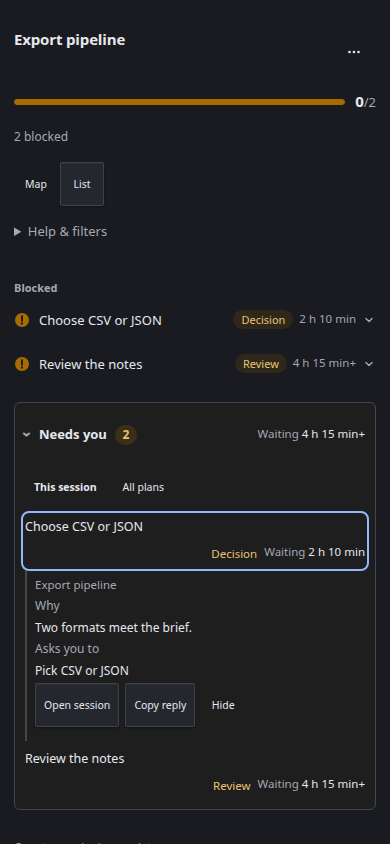 Export pipeline
...
0/2
2 blocked
Map List
Help & filters
Blocked
Choose CSV or JSON Decision 2 h 10 min
Review the notes Review 4 h 15 min+
Needs you 2 Waiting 4 h 15 min+
This session All plans
Choose CSV or JSON
Decision Waiting 2 h 10 min
Export pipeline
Why
Two formats meet the brief.
Asks you to
Pick CSV or JSON
Open session Copy reply Hide
Review the notes
Review Waiting 4 h 15 min+